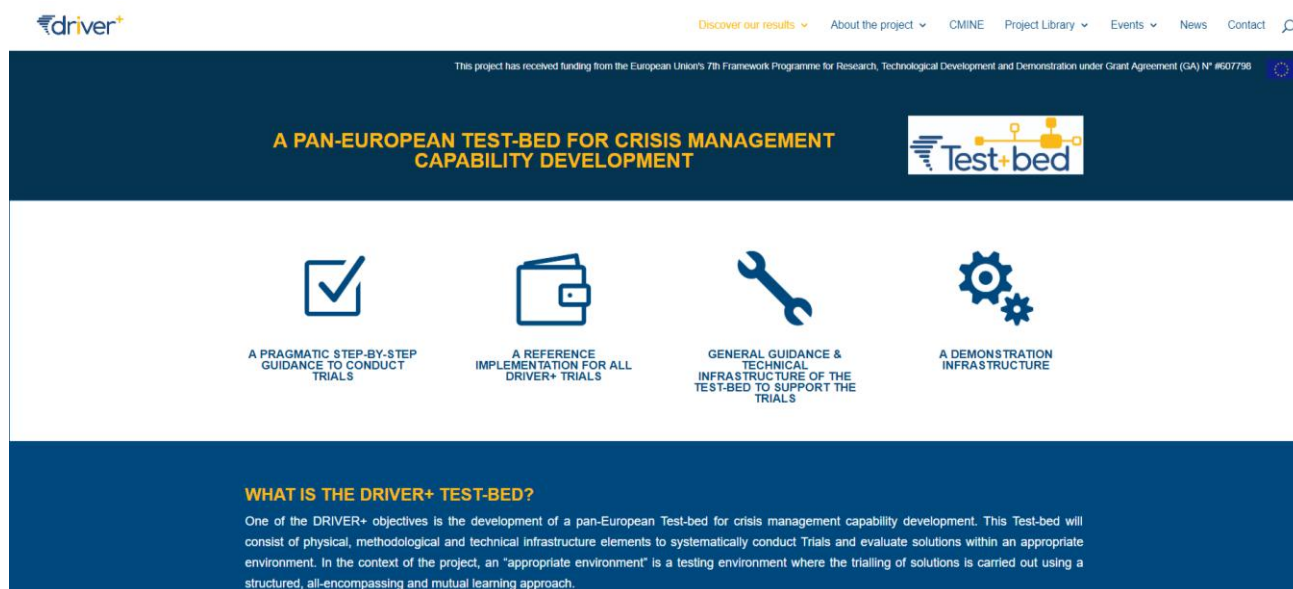 driver+
Discover our results
About the project
CMINE
Project Library
Events
News
Contact
This project has received funding from the European Union's 7th Framework Programme for Research, Technological Development and Demonstration under Grant Agreement (GA) N° #607798
A PAN-EUROPEAN TEST-BED FOR CRISIS MANAGEMENT
CAPABILITY DEVELOPMENT
Test+bed
A PRAGMATIC STEP-BY-STEP
GUIDANCE TO CONDUCT
TRIALS
A REFERENCE
IMPLEMENTATION FOR ALL
DRIVER+ TRIALS
GENERAL GUIDANCE &
TECHNICAL
INFRASTRUCTURE OF THE
TEST-BED TO SUPPORT THE
TRIALS
A DEMONSTRATION
INFRASTRUCTURE
WHAT IS THE DRIVER+ TEST-BED?
One of the DRIVER+ objectives is the development of a pan-European Test-bed for crisis management capability development. This Test-bed will
consist of physical, methodological and technical infrastructure elements to systematically conduct Trials and evaluate solutions within an appropriate
environment. In the context of the project, an “appropriate environment” is a testing environment where the trialling of solutions is carried out using a
structured, all-encompassing and mutual learning approach.